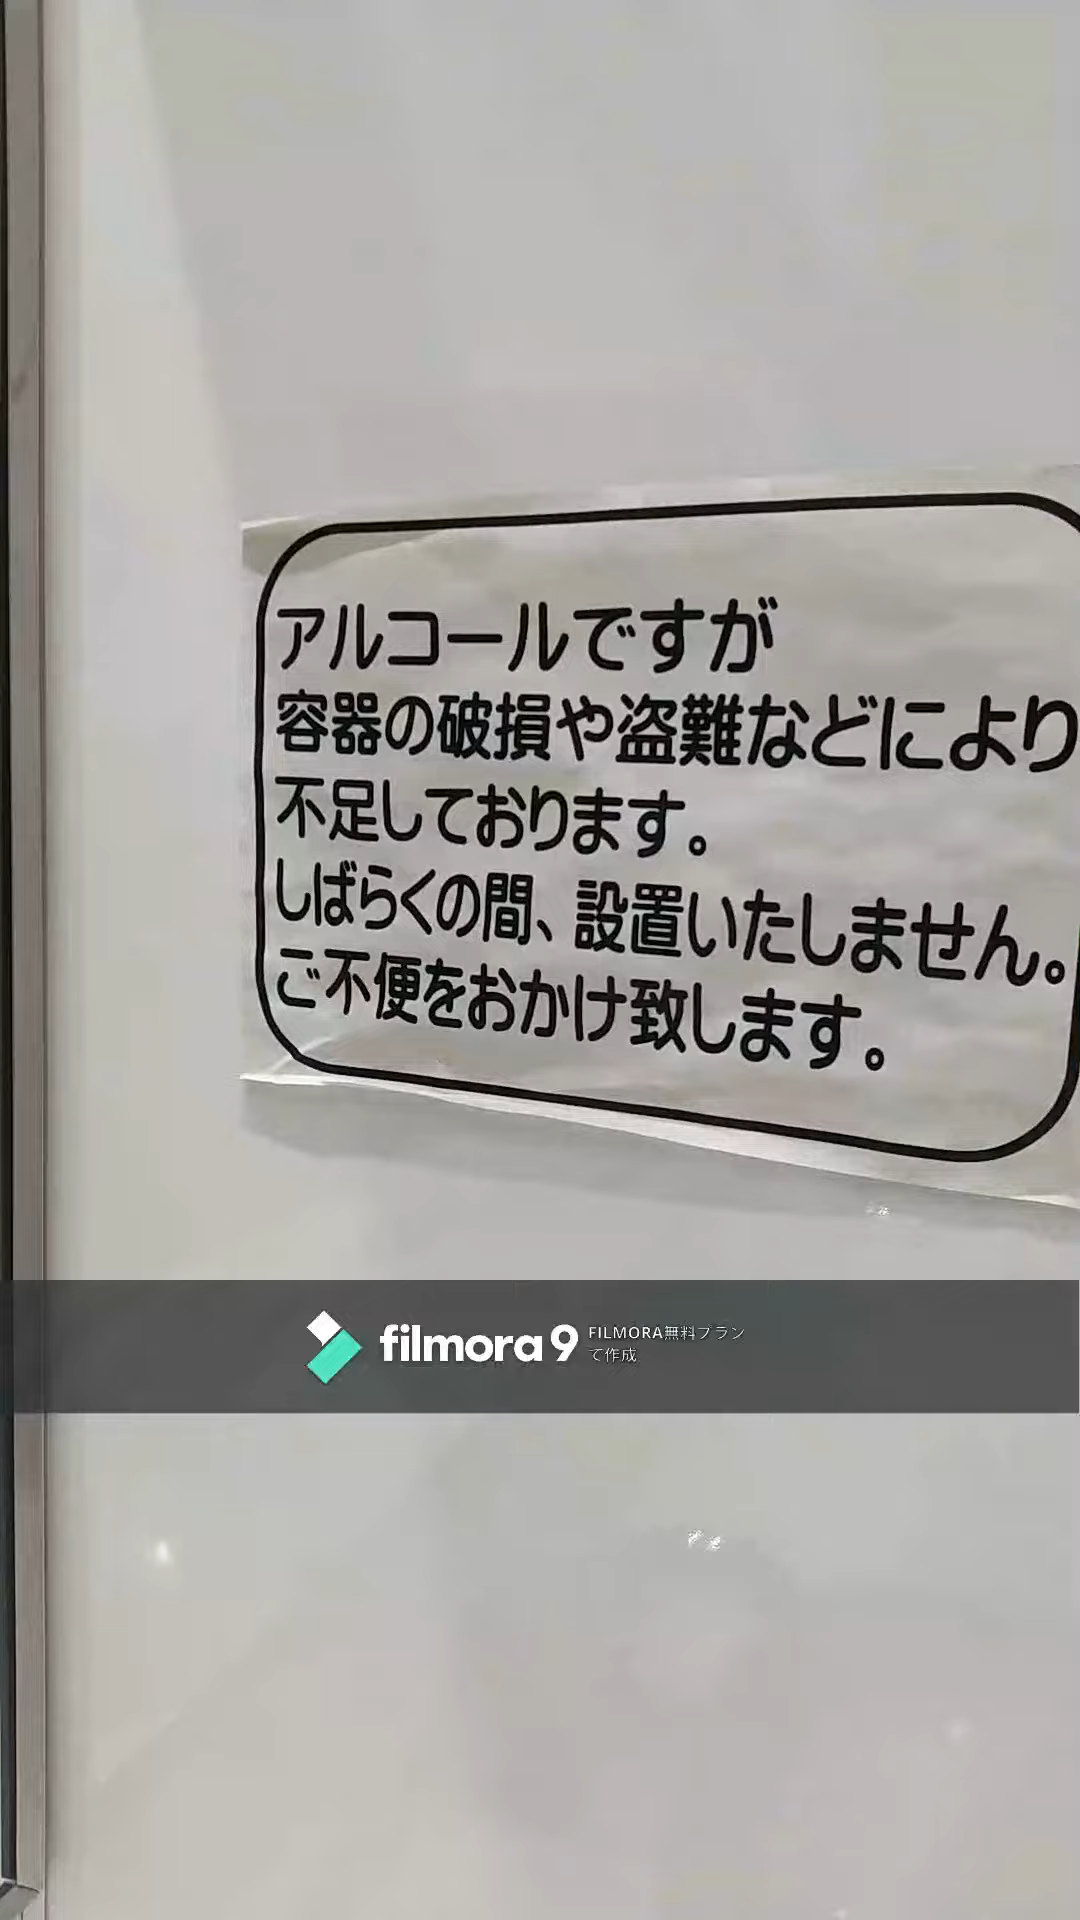 アルコールですが
容器の破損や盗難などにより
不足しております。
しばらくの間、設置いたしません。
ご不便をおかけ致します。
filmora9
FILMORA無料プラン
で作成